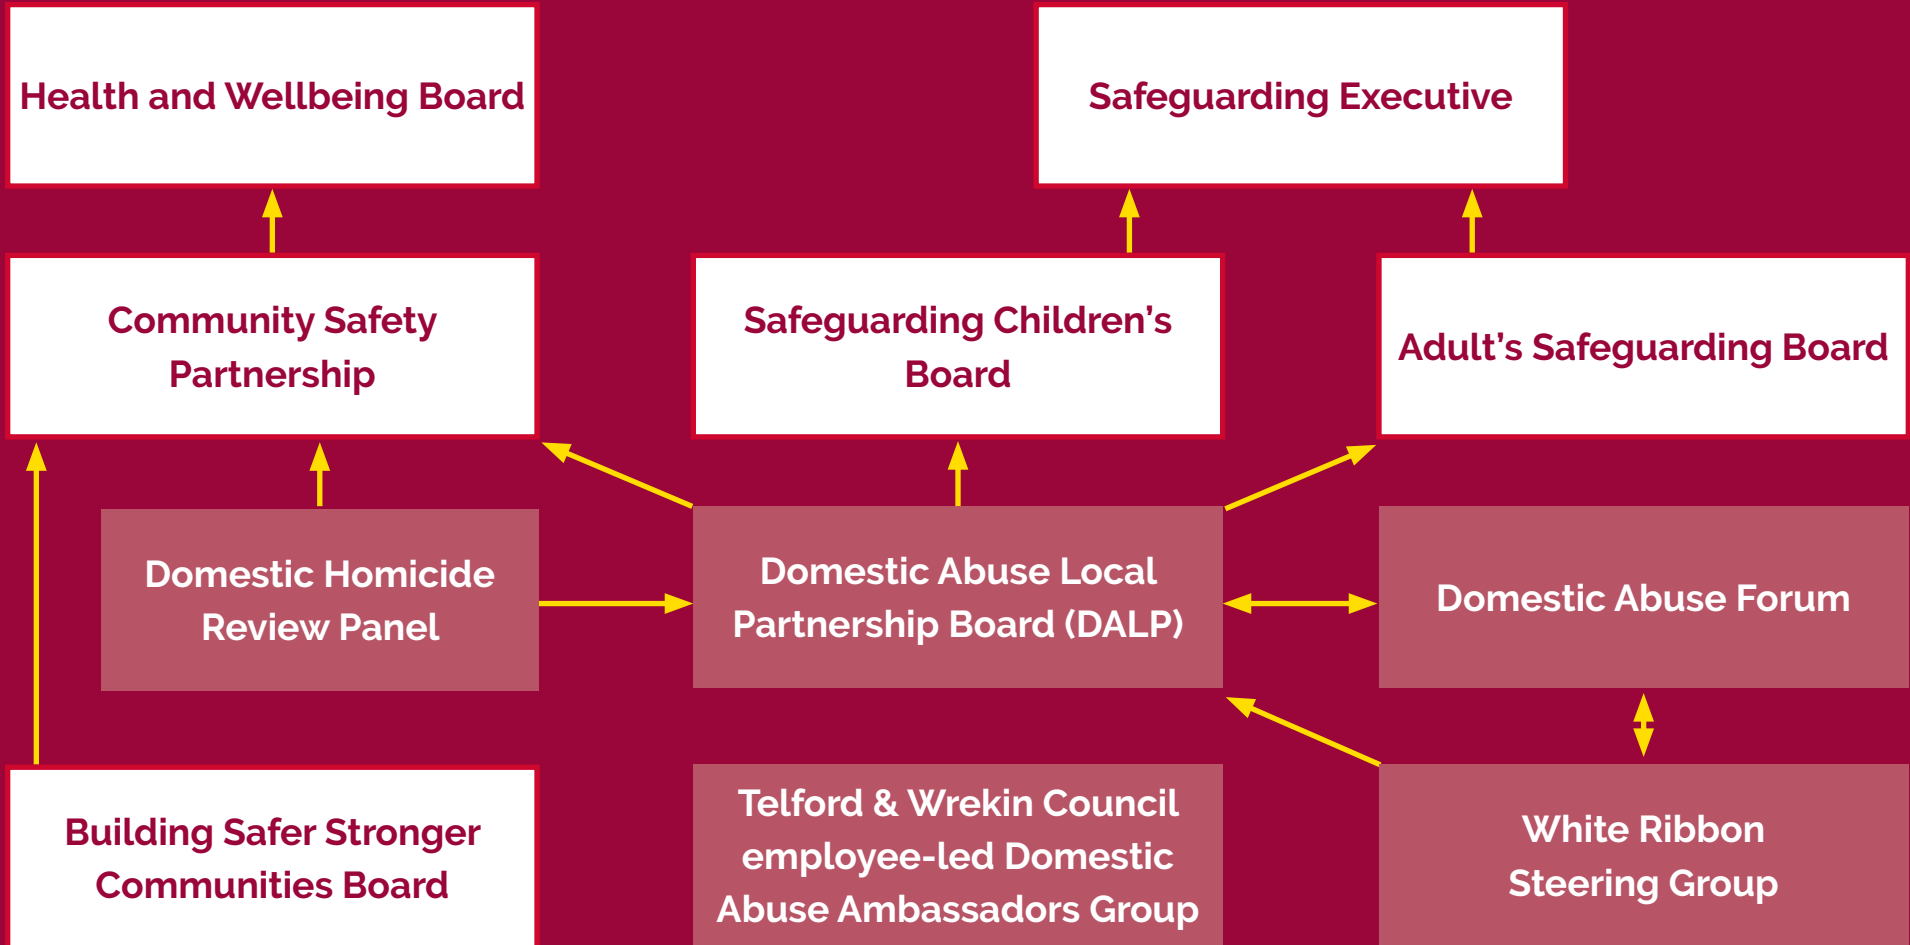 Health and Wellbeing Board
Safeguarding Executive
Community Safety
Partnership
Safeguarding Children’s
Board
Adult’s Safeguarding Board
Domestic Homicide
Review Panel
Domestic Abuse Local
Partnership Board (DALP)
Domestic Abuse Forum
Building Safer Stronger
Communities Board
Telford & Wrekin Council
employee-led Domestic
Abuse Ambassadors Group
White Ribbon
Steering Group